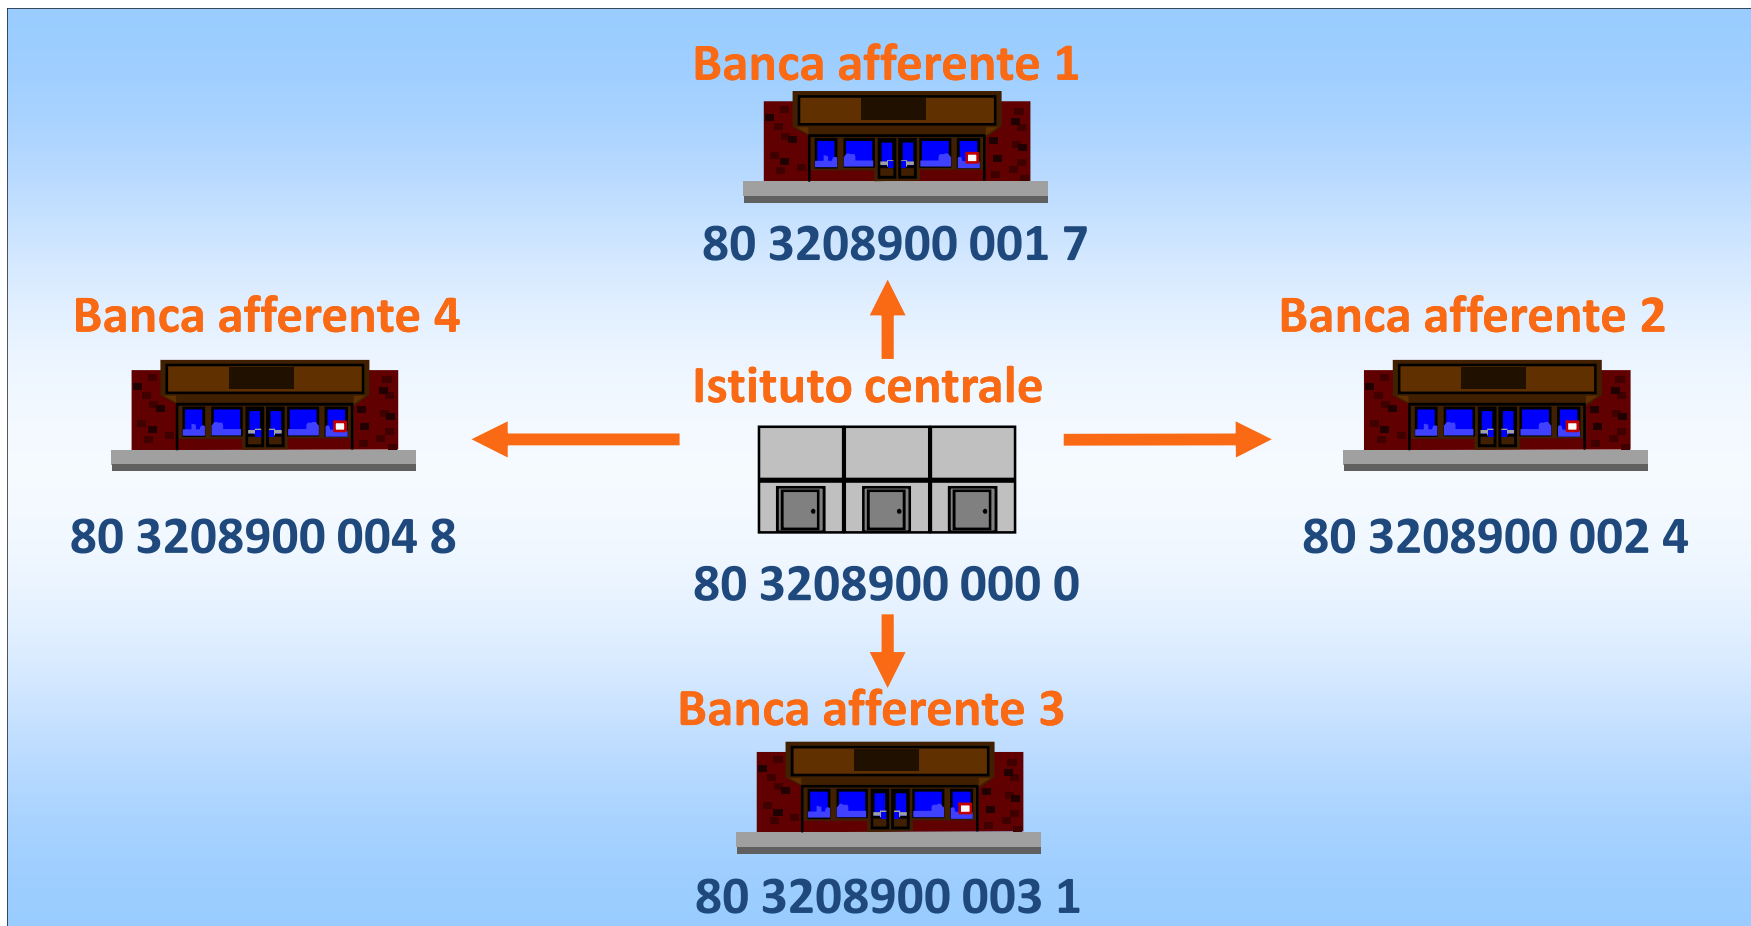 Banca afferente 1
80 3208900 001 7
Banca afferente 4
80 3208900 004 8
Istituto centrale
80 3208900 000 0
Banca afferente 2
80 3208900 002 4
Banca afferente 3
80 3208900 003 1